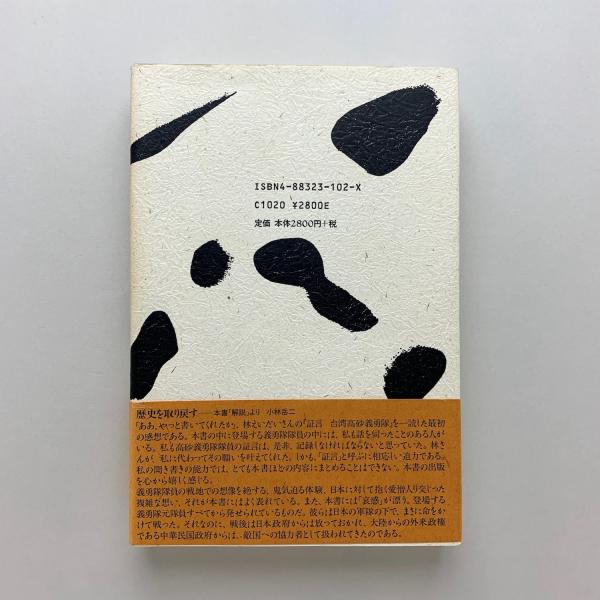 ISBN4-88323-102-X
C1020 ¥2800E
定価 本体2800円+税
歴史を取り戻す——本書「解説」より 小林岳二
「ああ、やっと書いてくれたか」。林えいだいさんの『証言 台湾高砂義勇隊』を一読した最初
の感想である。本書の中に登場する義勇隊隊員の中には、私も話を伺ったことのある人が
いる。私も高砂義勇隊隊員の証言は、是非、記録しなければならないと思っていた。林さ
んが、私に代わってその願いを叶えてくれた。しかも、「証言」と呼ぶに相応しい迫力である。
私の聞き書きの能力では、とても本書ほどの内容にまとめることはできない。本書の出版
を心から嬉しく感じる。
義勇隊隊員の戦地での想像を絶する、鬼気迫る体験、日本に対して抱く愛憎入り交じった
複雑な想い、それが本書にはよく表れている。また、本書には「哀感」が漂う。登場する
義勇隊元隊員すべてから発せられているものだ。彼らは日本の軍隊の下で、まさに命をか
けて戦った。それなのに、戦後は日本政府からは放っておかれ、大陸からの外来政権
である中華民国政府からは、敵国への協力者として扱われてきたのである。